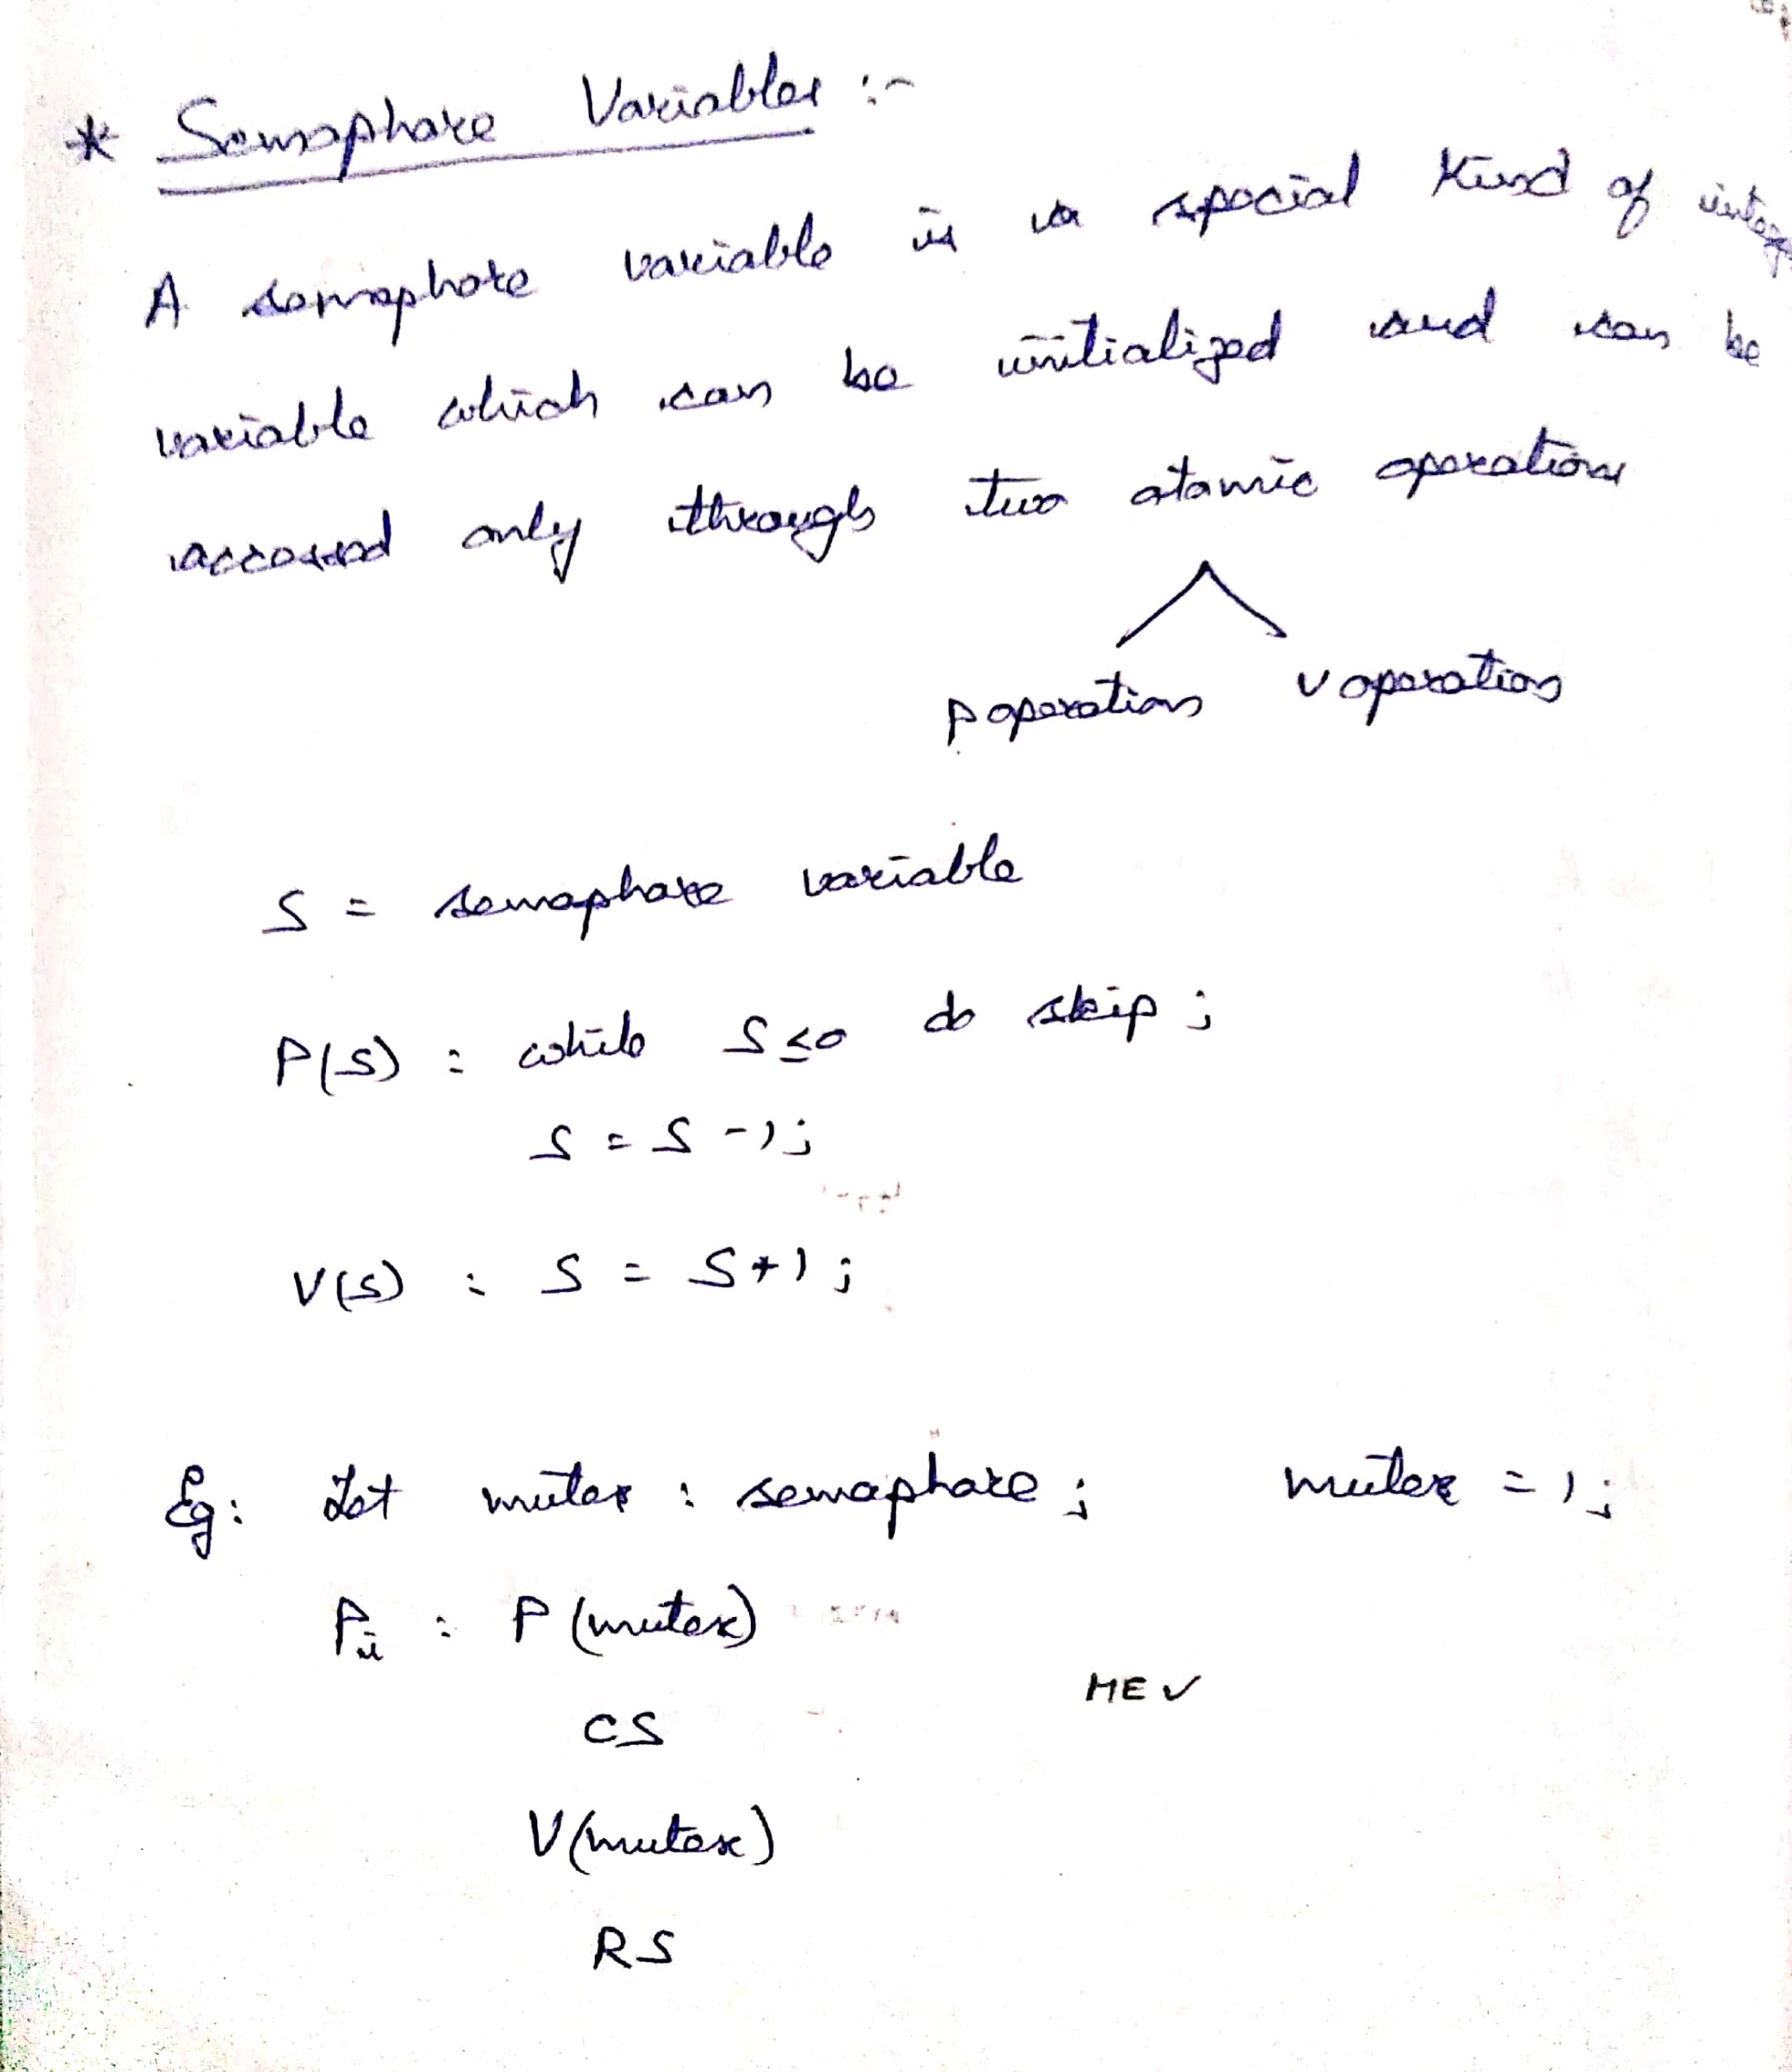 * Semaphore Variables :-
A semaphore variable is a special kind of
variable which can be initialized and can be
accessed only through two atomic operations
P operation V operation
S = semaphore variable
P(S) : while S ≤ 0 do skip ;
S = S - 1 ;
V(S) : S = S + 1 ;
Eg: Let mutex : semaphore ; mutex = 1 ;
Pi : P (mutex)
CS
ME ✓
V(mutex)
RS